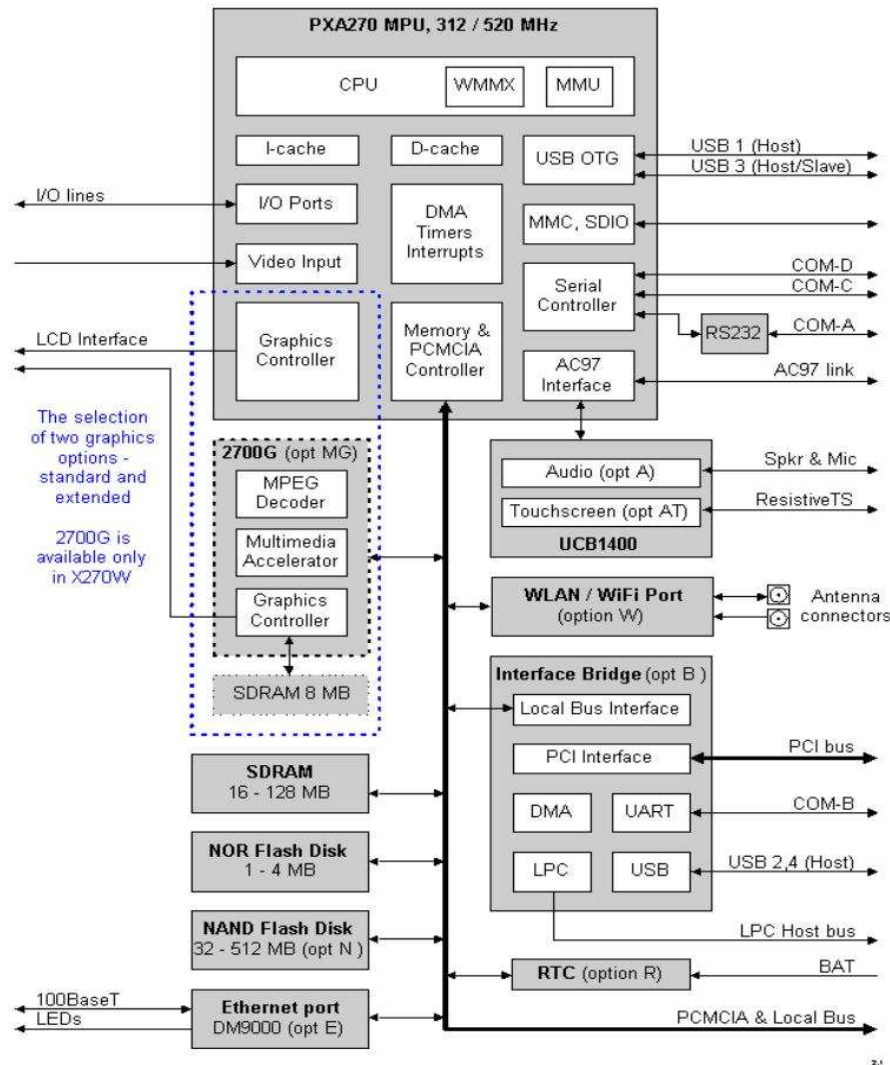 PXA270 MPU, 312 / 520 MHz
CPU
WMMX
MMU
I-cache
D-cache
USB OTG
USB 1 (Host)
USB 3 (Host/Slave)
I/O lines
I/O Ports
DMA
Timers
Interrupts
MMC, SDIO
Video Input
Serial
Controller
COM-D
COM-C
RS232
COM-A
LCD Interface
Graphics
Controller
Memory &
PCMCIA
Controller
AC97
Interface
AC97 link
The selection
of two graphics
options -
standard and
extended
2700G is
available only
in X270W
2700G (opt MG)
MPEG
Decoder
Multimedia
Accelerator
Graphics
Controller
SDRAM 8 MB
Audio (opt A)
Spkr & Mic
Touchscreen (opt AT)
ResistiveTS
UCB1400
WLAN / WiFi Port
(option W)
Antenna
connectors
Interface Bridge (opt B )
Local Bus Interface
PCI Interface
PCI bus
DMA
UART
COM-B
LPC
USB
USB 2,4 (Host)
LPC Host bus
SDRAM
16 - 128 MB
NOR Flash Disk
1 - 4 MB
NAND Flash Disk
32 - 512 MB (opt N )
RTC (option R)
BAT
100BaseT
LEDs
Ethernet port
DM9000 (opt E)
PCMCIA & Local Bus